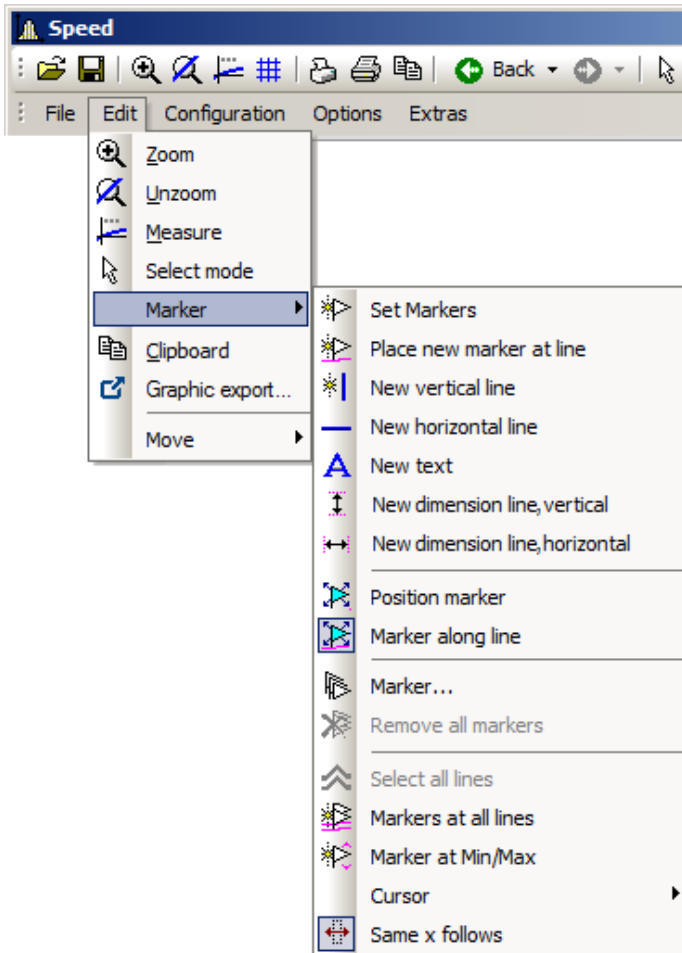 Speed
Back
File Edit Configuration Options Extras
Zoom
Unzoom
Measure
Select mode
Marker
Clipboard
Graphic export...
Move
Set Markers
Place new marker at line
New vertical line
New horizontal line
New text
New dimension line,vertical
New dimension line,horizontal
Position marker
Marker along line
Marker...
Remove all markers
Select all lines
Markers at all lines
Marker at Min/Max
Cursor
Same x follows